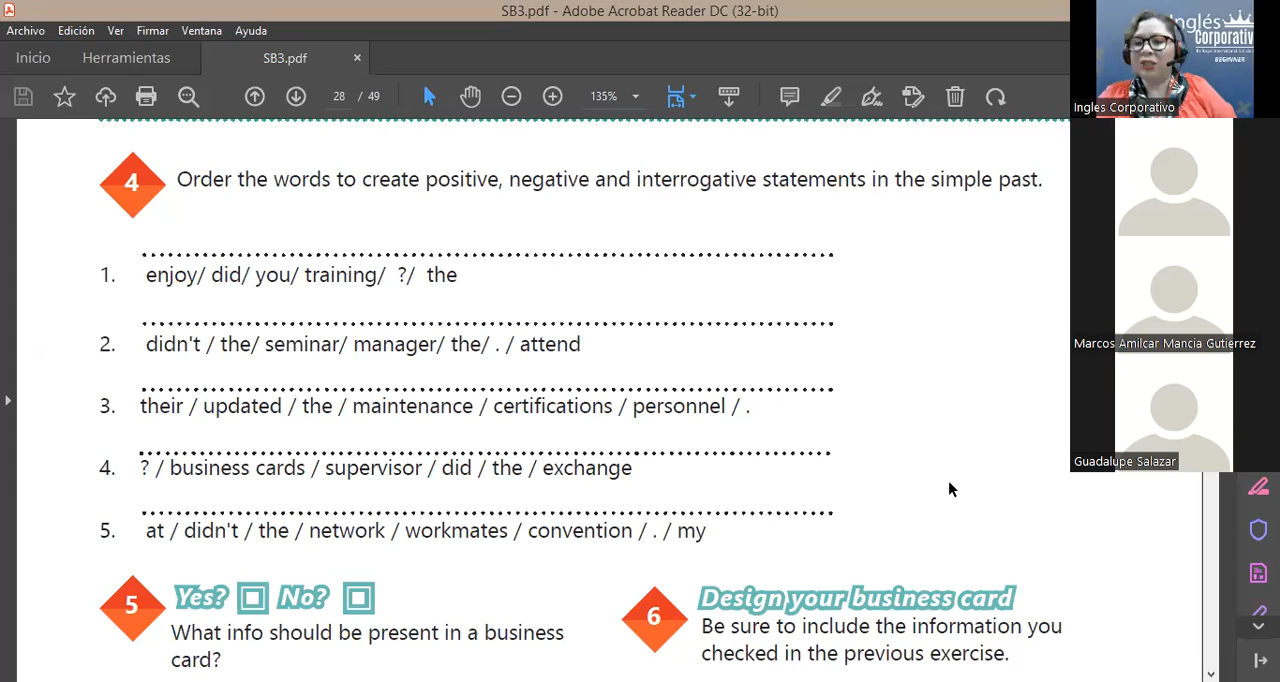 SB3.pdf - Adobe Acrobat Reader DC (32-bit)
Archivo Edición Ver Firmar Ventana Ayuda
Inicio Herramientas SB3.pdf ×
28 / 49 135%
Inglés
Corporativo
BEGINNER
Ingles Corporativo
4 Order the words to create positive, negative and interrogative statements in the simple past.
1. enjoy/ did/ you/ training/ ?/ the
2. didn't / the/ seminar/ manager/ the/ . / attend
3. their / updated / the / maintenance / certifications / personnel / .
4. ? / business cards / supervisor / did / the / exchange
5. at / didn't / the / network / workmates / convention / . / my
Marcos Amilcar Mancia Gutierrez
Guadalupe Salazar
5 Yes? No?
What info should be present in a business
card?
6 Design your business card
Be sure to include the information you
checked in the previous exercise.